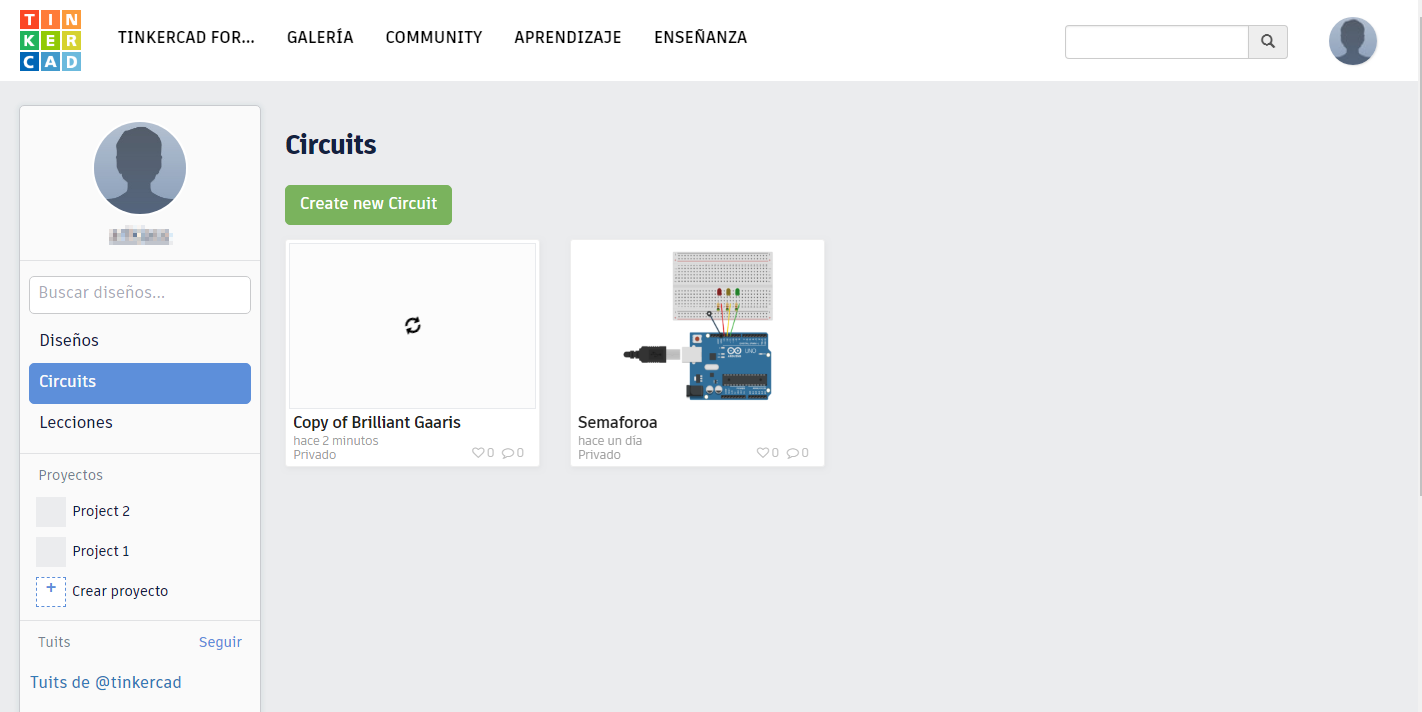 TIN
KER
CAD
TINKERCAD FOR...
GALERÍA
COMMUNITY
APRENDIZAJE
ENSEÑANZA
Buscar diseños...
Diseños
Circuits
Lecciones
Proyectos
Project 2
Project 1
+ Crear proyecto
Tuits Seguir
Tuits de @tinkercad
Circuits
Create new Circuit
Copy of Brilliant Gaaris
hace 2 minutos
Privado 0 0
Semaforoa
hace un día
Privado 0 0
UNO